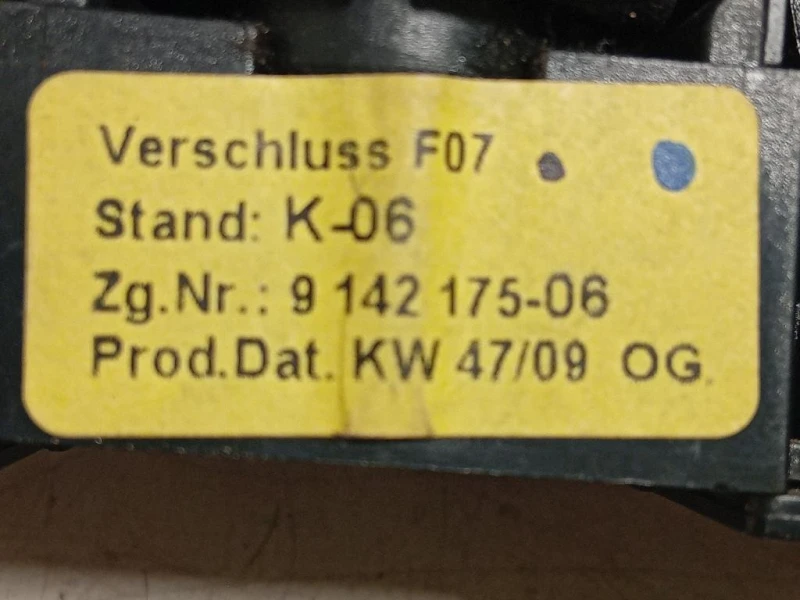 Verschluss F07
Stand: K-06
Zg.Nr.: 9 142 175-06
Prod.Dat. KW 47/09 OG.